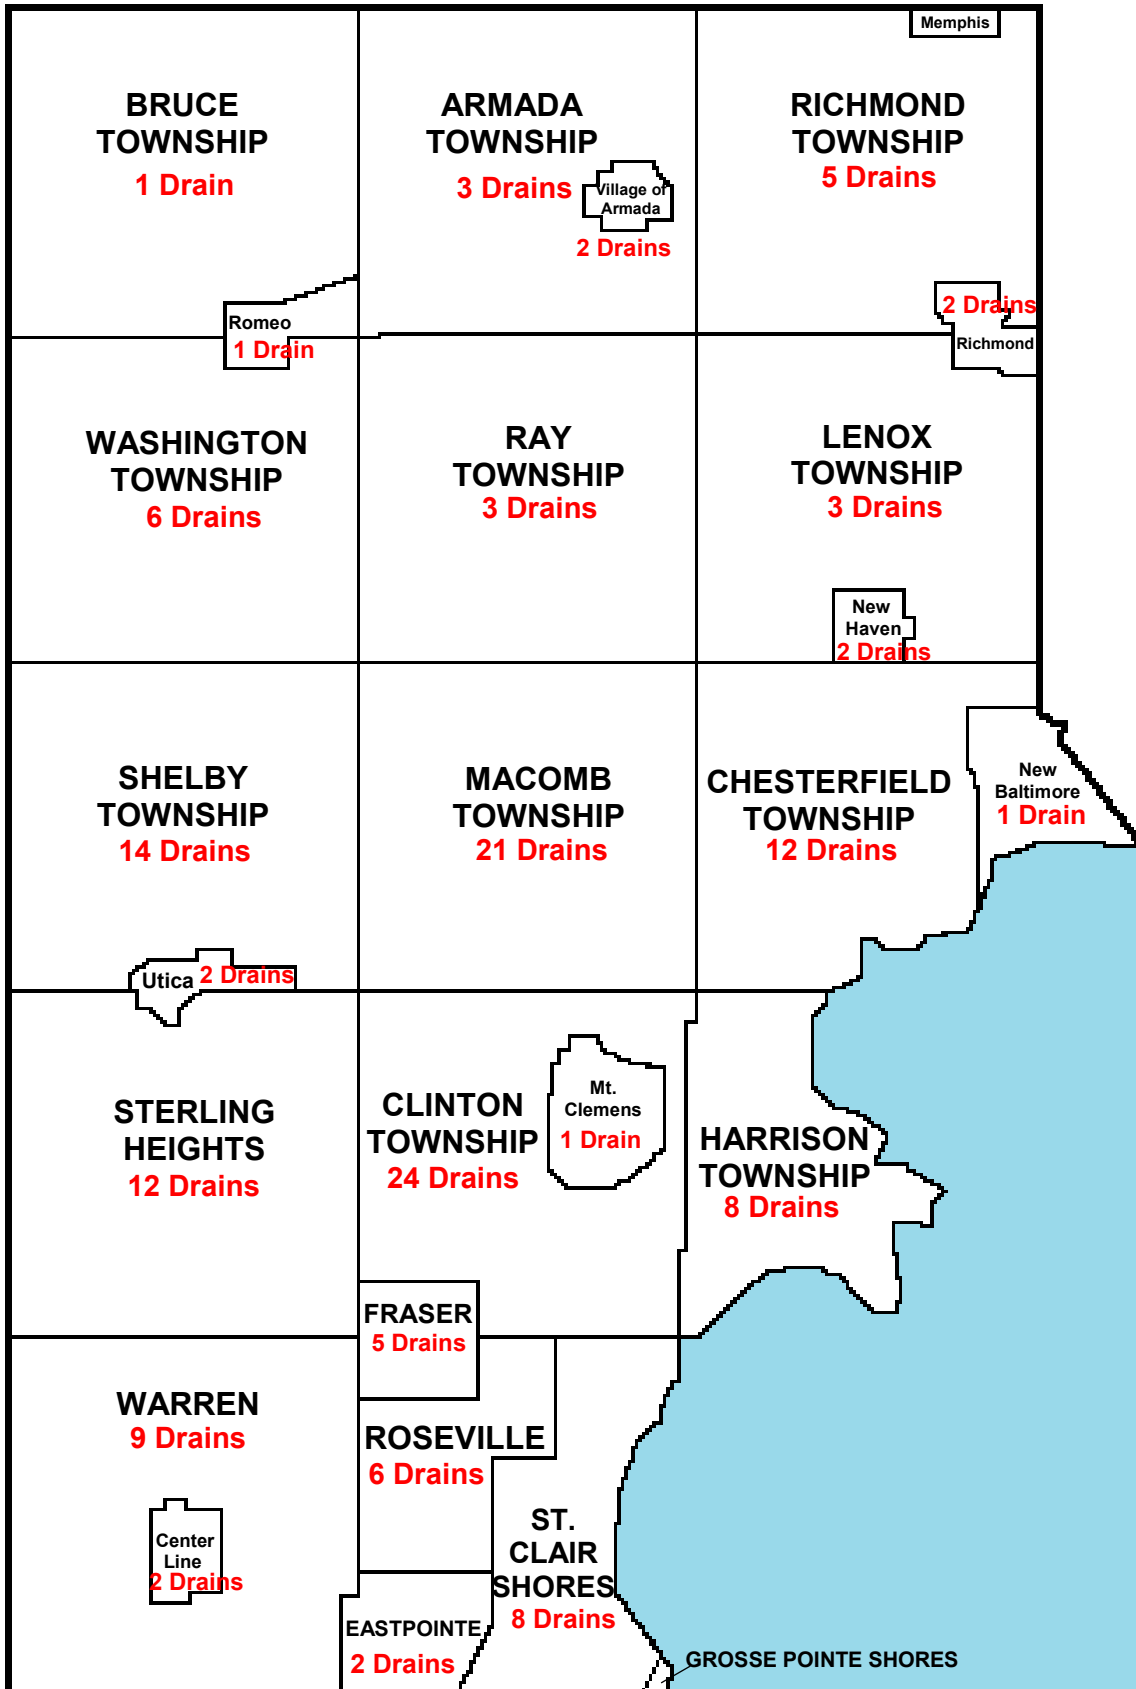 Memphis
BRUCE
TOWNSHIP
1 Drain
ARMADA
TOWNSHIP
3 Drains
Village of
Armada
2 Drains
RICHMOND
TOWNSHIP
5 Drains
Romeo
1 Drain
2 Drains
Richmond
WASHINGTON
TOWNSHIP
6 Drains
RAY
TOWNSHIP
3 Drains
LENOX
TOWNSHIP
3 Drains
New
Haven
2 Drains
SHELBY
TOWNSHIP
14 Drains
MACOMB
TOWNSHIP
21 Drains
CHESTERFIELD
TOWNSHIP
12 Drains
New
Baltimore
1 Drain
Utica 2 Drains
STERLING
HEIGHTS
12 Drains
CLINTON
TOWNSHIP
24 Drains
Mt.
Clemens
1 Drain
HARRISON
TOWNSHIP
8 Drains
FRASER
5 Drains
WARREN
9 Drains
ROSEVILLE
6 Drains
Center
Line
2 Drains
ST.
CLAIR
SHORES
8 Drains
EASTPOINTE
2 Drains
GROSSE POINTE SHORES